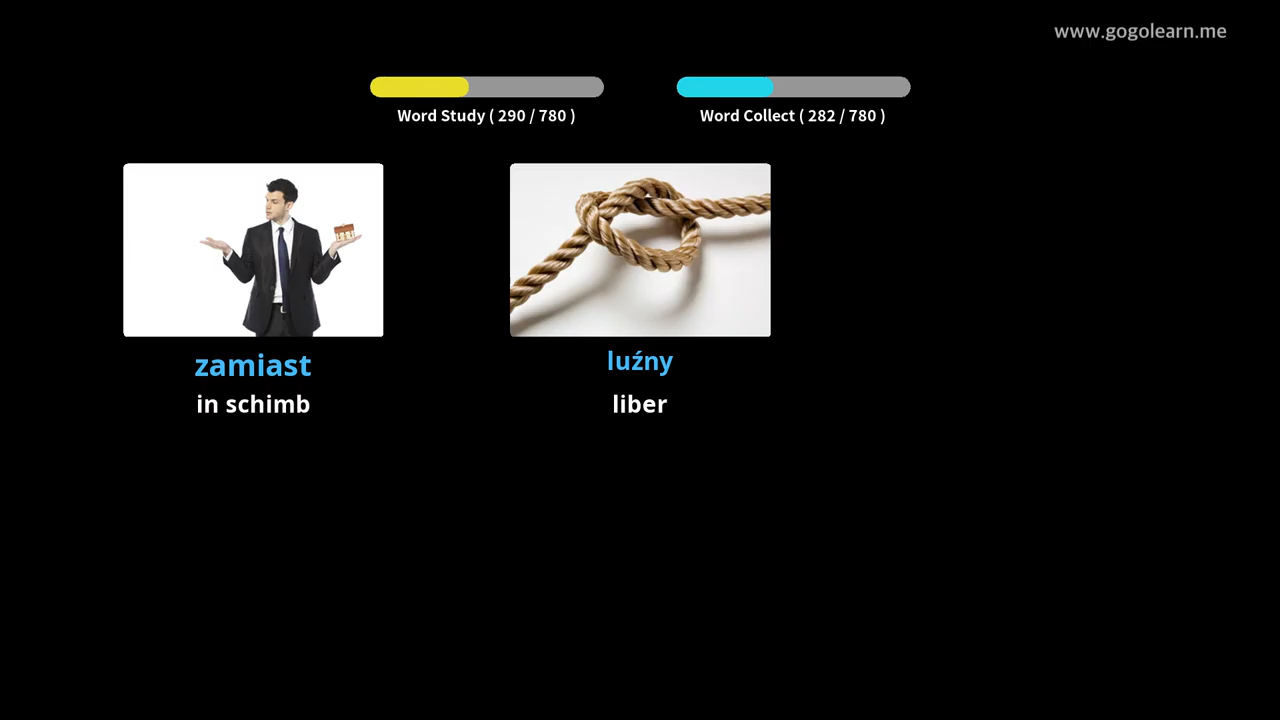 www.gogolearn.me
Word Study ( 290 / 780 )
Word Collect ( 282 / 780 )
zamiast
in schimb
luźny
liber